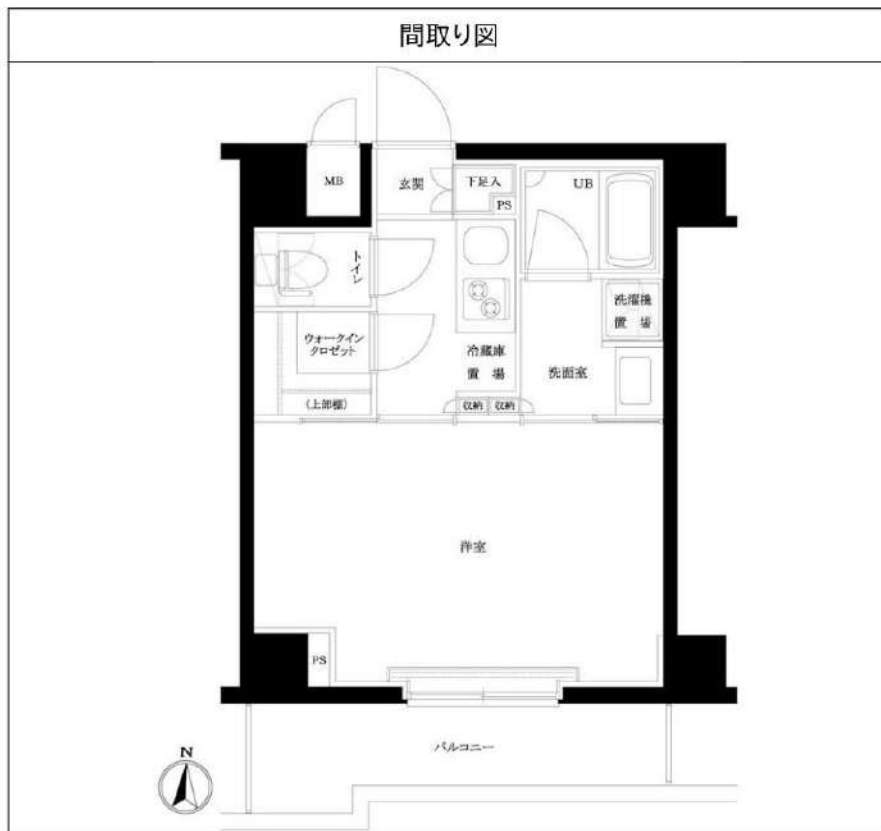 間取り図
MB
玄関
下足入
PS
UB
トイレ
洗濯機
置場
ウォークイン
クロゼット
冷蔵庫
置場
洗面室
(上部棚)
収納
収納
洋室
PS
バルコニー
N